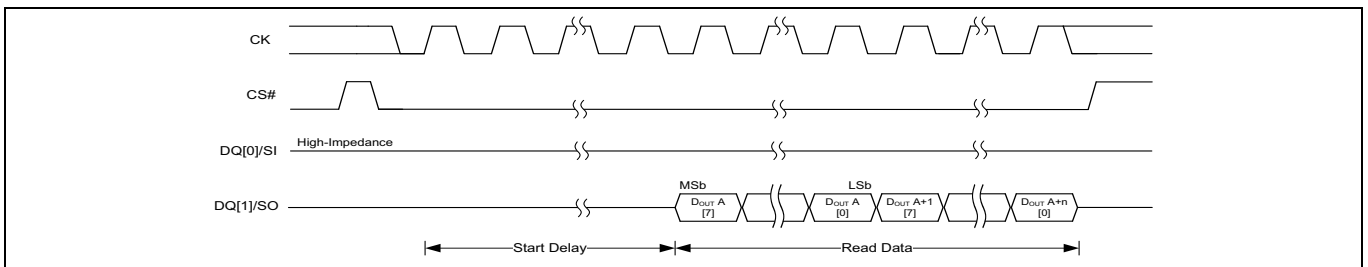 CK
CS#
DQ[0]/SI High-Impedance
DQ[1]/SO
MSb LSb
DOUT A DOUT A DOUT A+1 DOUT A+n
[7] [0] [7] [0]
Start Delay Read Data